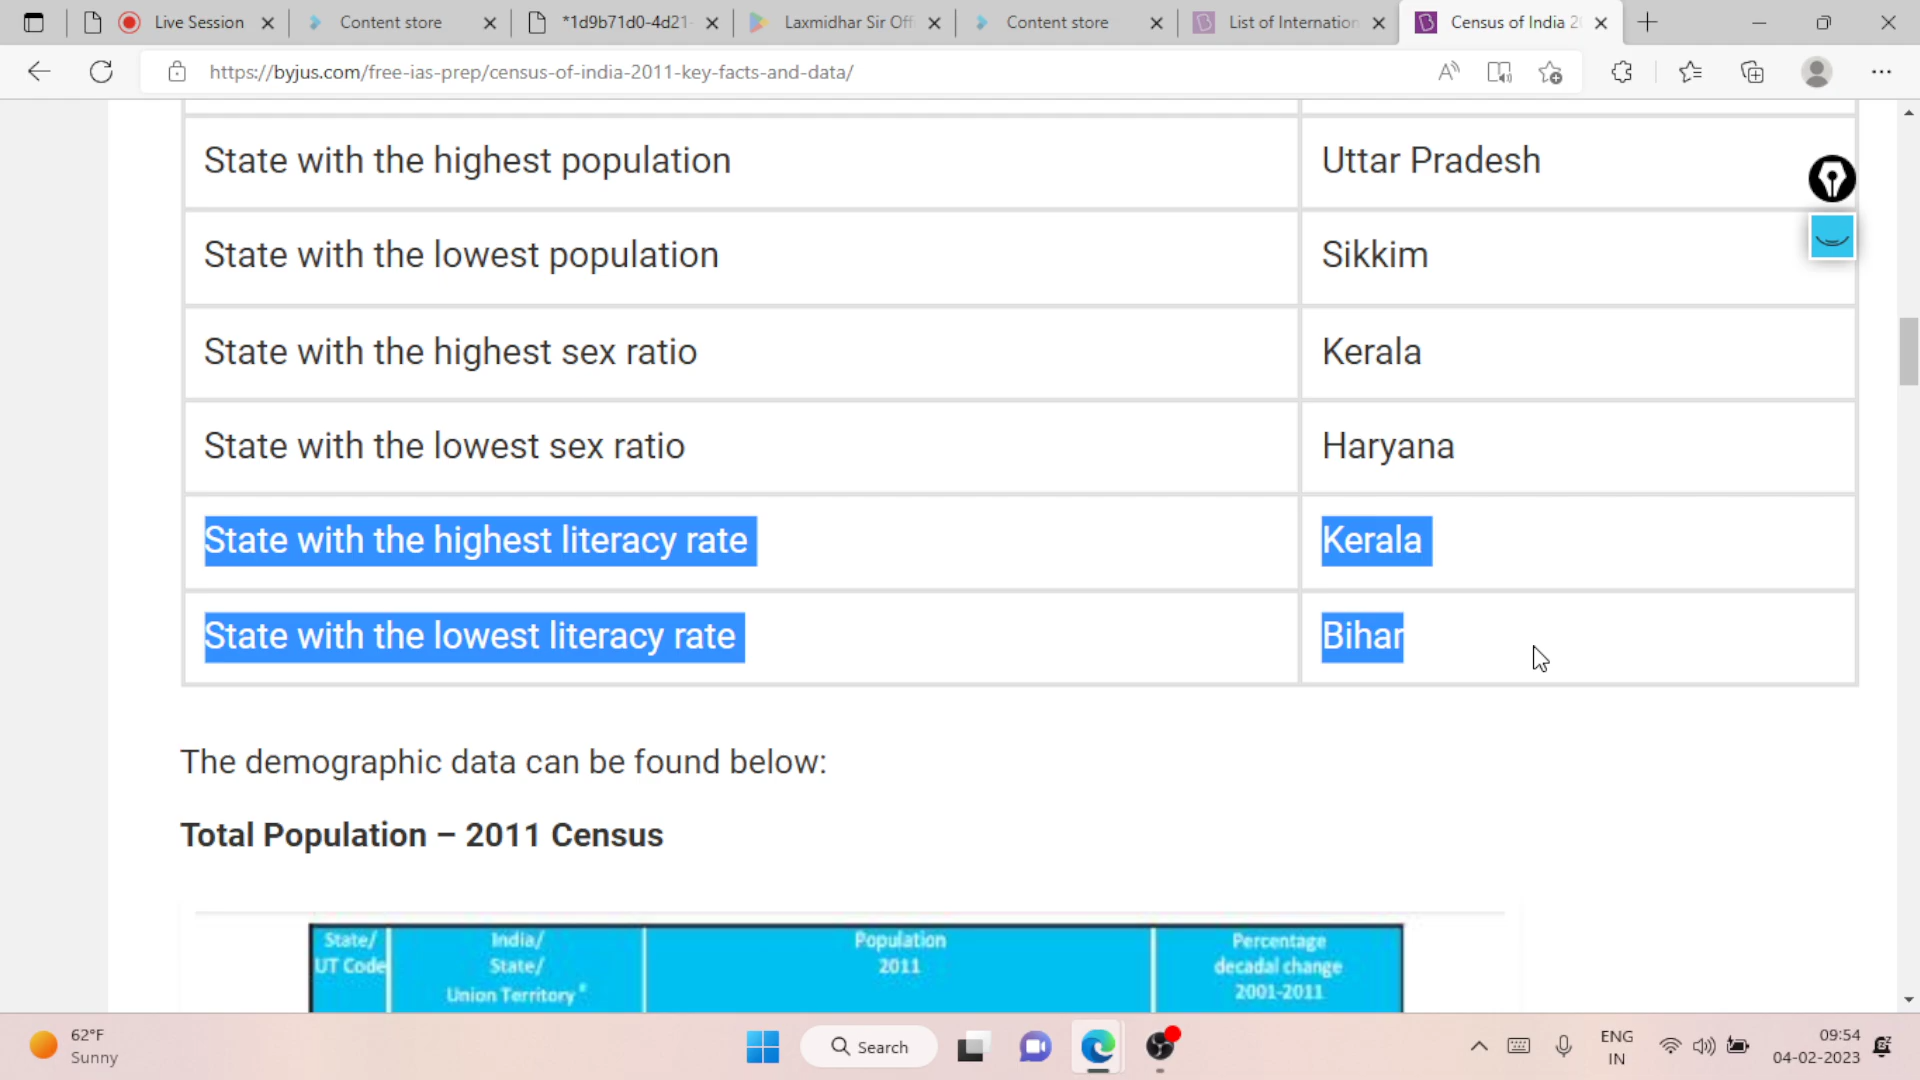 Live Session
Content store
*1d9b71d0-4d21-
Laxmidhar Sir Off
Content store
List of Internation
Census of India 2
https://byjus.com/free-ias-prep/census-of-india-2011-key-facts-and-data/
State with the highest population Uttar Pradesh
State with the lowest population Sikkim
State with the highest sex ratio Kerala
State with the lowest sex ratio Haryana
State with the highest literacy rate Kerala
State with the lowest literacy rate Bihar
The demographic data can be found below:
Total Population – 2011 Census
State/
UT Code
India/
State/
Union Territory
Population
2011
Percentage
decadal change
2001-2011
62°F
Sunny
Search
ENG
IN
09:54
04-02-2023